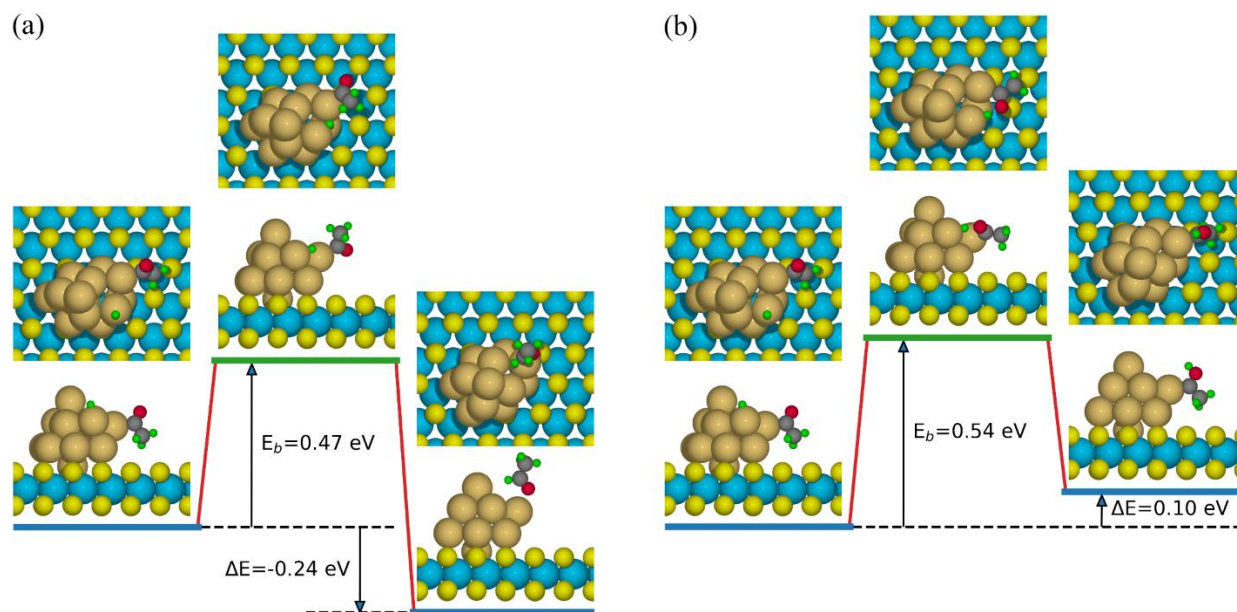 (a)
E_b=0.47 eV
ΔE=-0.24 eV
(b)
E_b=0.54 eV
ΔE=0.10 eV